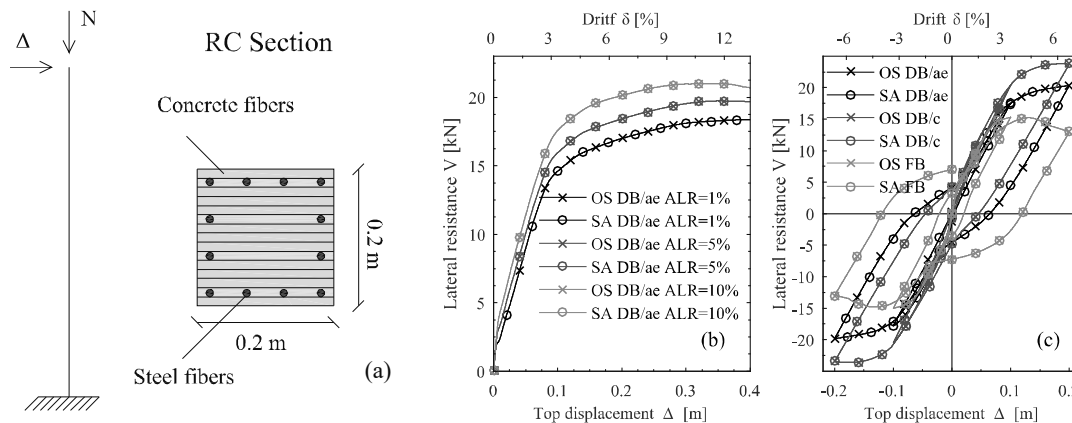 N
Δ
RC Section
Concrete fibers
0.2 m
0.2 m
Steel fibers
(a)
Dritf δ [%]
0 3 6 9 12
Lateral resistance V [kN]
20
15
10
5
0
OS DB/ae ALR=1%
SA DB/ae ALR=1%
OS DB/ae ALR=5%
SA DB/ae ALR=5%
OS DB/ae ALR=10%
SA DB/ae ALR=10%
(b)
0 0.1 0.2 0.3 0.4
Top displacement Δ [m]
Drift δ [%]
-6 -3 0 3 6
Lateral resistance V [kN]
20
15
10
5
0
-5
-10
-15
-20
OS DB/ae
SA DB/ae
OS DB/c
SA DB/c
OS FB
SA FB
(c)
-0.2 -0.1 0 0.1 0.2
Top displacement Δ [m]